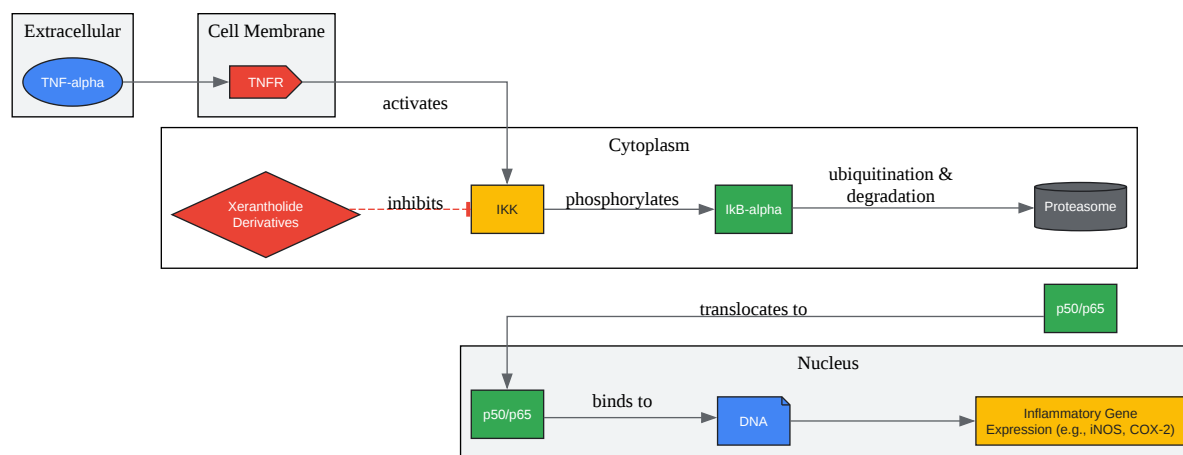 Extracellular
Cell Membrane
TNF-alpha
TNFR
activates
Cytoplasm
Xerantholide
Derivatives
inhibits
IKK
phosphorylates
IkB-alpha
ubiquitination &
degradation
Proteasome
p50/p65
translocates to
Nucleus
p50/p65
binds to
DNA
Inflammatory Gene
Expression (e.g., iNOS, COX-2)